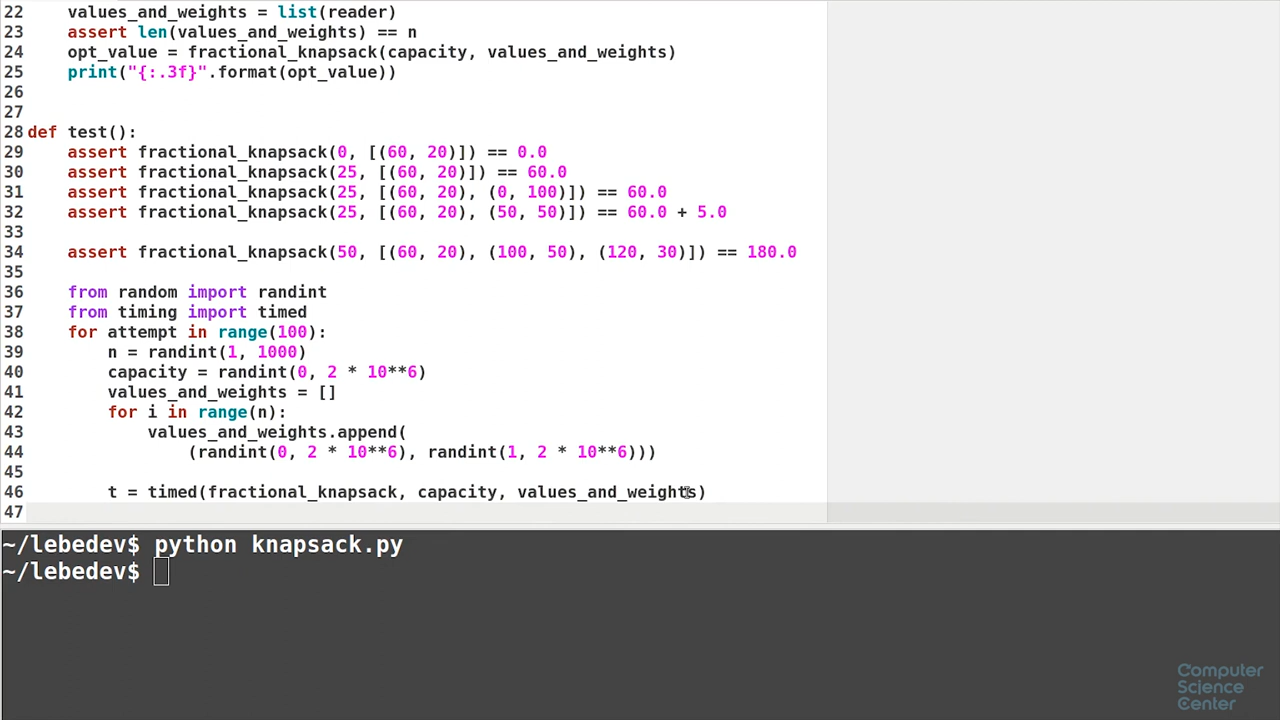 22    values_and_weights = list(reader)
23    assert len(values_and_weights) == n
24    opt_value = fractional_knapsack(capacity, values_and_weights)
25    print("{:.3f}".format(opt_value))
26
27
28 def test():
29    assert fractional_knapsack(0, [(60, 20)]) == 0.0
30    assert fractional_knapsack(25, [(60, 20)]) == 60.0
31    assert fractional_knapsack(25, [(60, 20), (0, 100)]) == 60.0
32    assert fractional_knapsack(25, [(60, 20), (50, 50)]) == 60.0 + 5.0
33
34    assert fractional_knapsack(50, [(60, 20), (100, 50), (120, 30)]) == 180.0
35
36    from random import randint
37    from timing import timed
38    for attempt in range(100):
39        n = randint(1, 1000)
40        capacity = randint(0, 2 * 10**6)
41        values_and_weights = []
42        for i in range(n):
43            values_and_weights.append(
44                (randint(0, 2 * 10**6), randint(1, 2 * 10**6)))
45
46        t = timed(fractional_knapsack, capacity, values_and_weights)
47
~/lebedev$ python knapsack.py
~/lebedev$
Computer
Science
Center